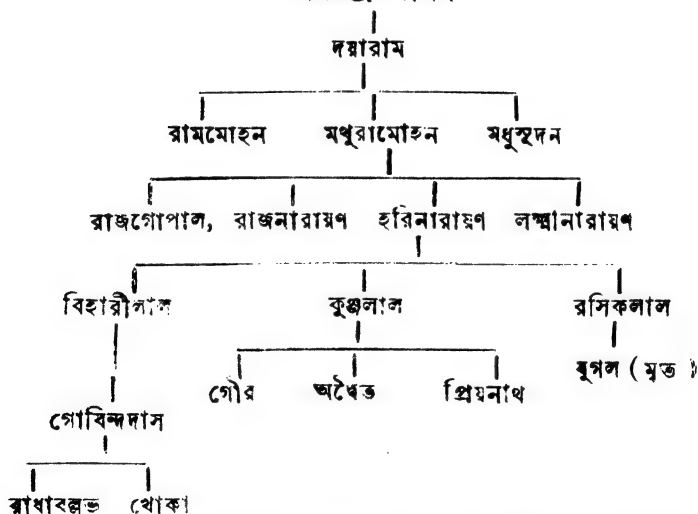 দয়ারাম
রামমোহন মথুরামোহন মধুসূদন
রাজগোপাল, রাজনারায়ণ হরিনারায়ণ লক্ষ্মীনারায়ণ
বিহারীলাল কুঞ্জলাল রসিকলাল
গৌর অদ্বৈত প্রিয়নাথ যুগল (মৃত)
গোবিন্দদাস
রাধাবল্লভ খোকা